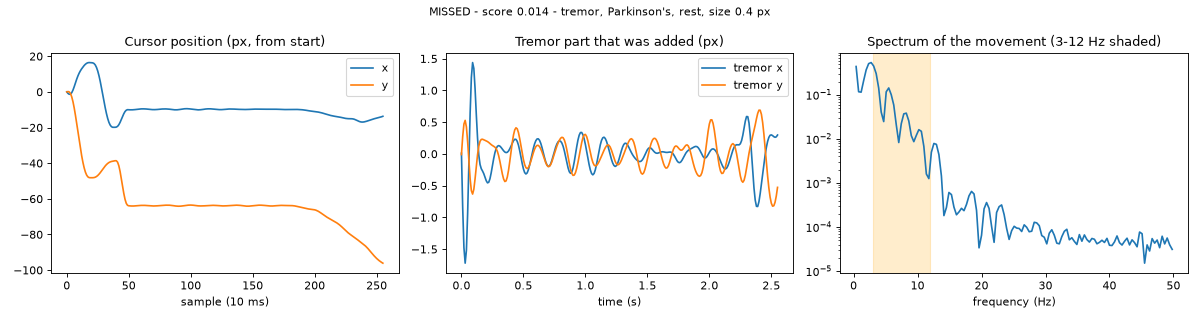 MISSED - score 0.014 - tremor, Parkinson's, rest, size 0.4 px
Cursor position (px, from start)
20
0
−20
−40
−60
−80
−100
x
y
0 50 100 150 200 250
sample (10 ms)
Tremor part that was added (px)
1.5
1.0
0.5
0.0
−0.5
−1.0
−1.5
tremor x
tremor y
0.0 0.5 1.0 1.5 2.0 2.5
time (s)
Spectrum of the movement (3-12 Hz shaded)
10⁻¹
10⁻²
10⁻³
10⁻⁴
10⁻⁵
0 10 20 30 40 50
frequency (Hz)